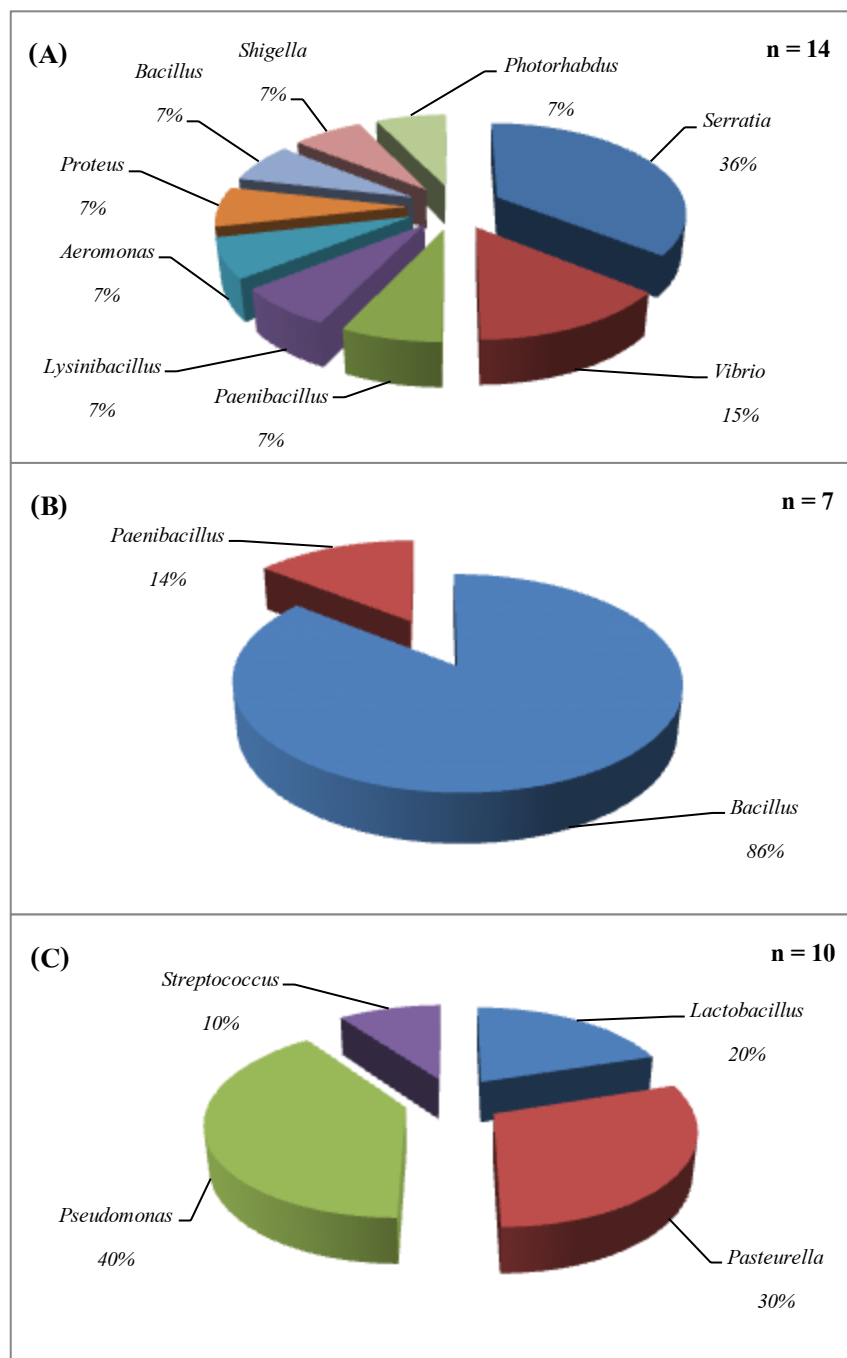 (A)
n = 14
Shigella
7%
Bacillus
7%
Photorhabdus
7%
Serratia
36%
Proteus
7%
Aeromonas
7%
Lysinibacillus
7%
Paenibacillus
7%
Vibrio
15%
(B)
n = 7
Paenibacillus
14%
Bacillus
86%
(C)
n = 10
Streptococcus
10%
Lactobacillus
20%
Pseudomonas
40%
Pasteurella
30%